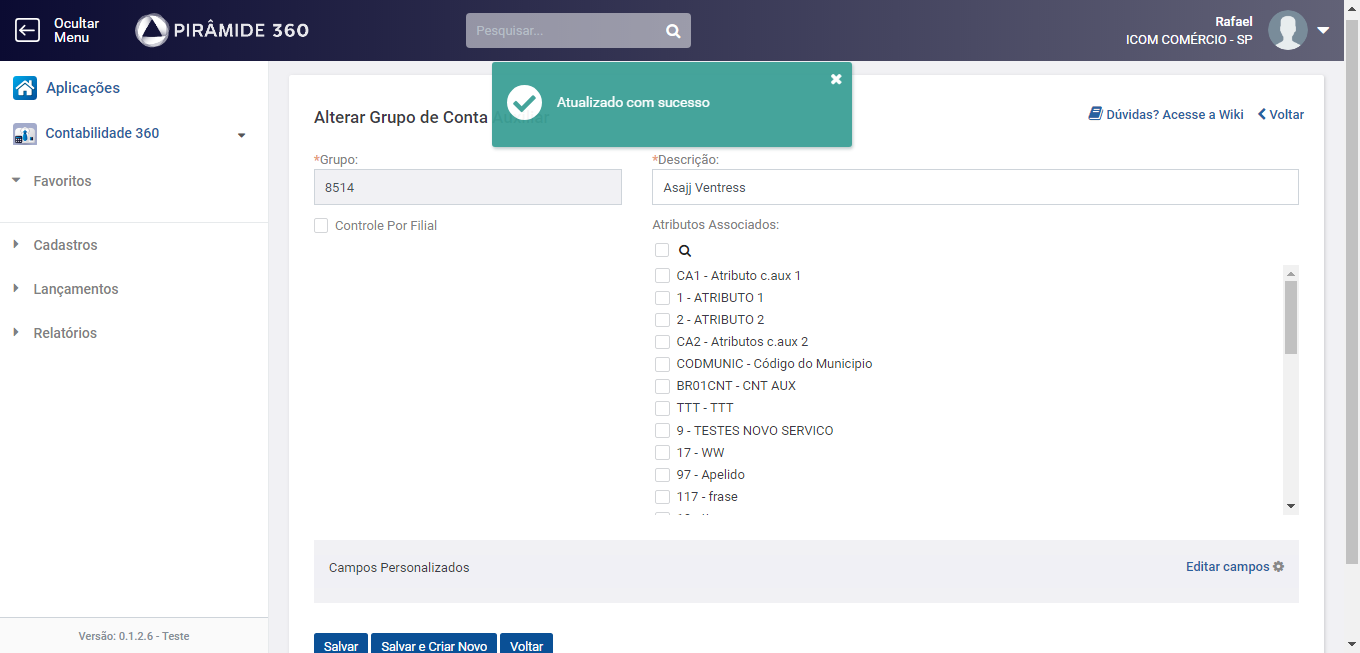 Ocultar
Menu
PIRÂMIDE 360
Pesquisar...
Rafael
ICOM COMÉRCIO - SP
Aplicações
Contabilidade 360
Favoritos
Cadastros
Lançamentos
Relatórios
Versão: 0.1.2.6 - Teste
Atualizado com sucesso
Alterar Grupo de Conta Auxiliar
Dúvidas? Acesse a Wiki
Voltar
*Grupo:
8514
*Descrição:
Asajj Ventress
Controle Por Filial
Atributos Associados:
CA1 - Atributo c.aux 1
1 - ATRIBUTO 1
2 - ATRIBUTO 2
CA2 - Atributos c.aux 2
CODMUNIC - Código do Municipio
BR01CNT - CNT AUX
TTT - TTT
9 - TESTES NOVO SERVICO
17 - WW
97 - Apelido
117 - frase
Campos Personalizados
Editar campos
Salvar
Salvar e Criar Novo
Voltar